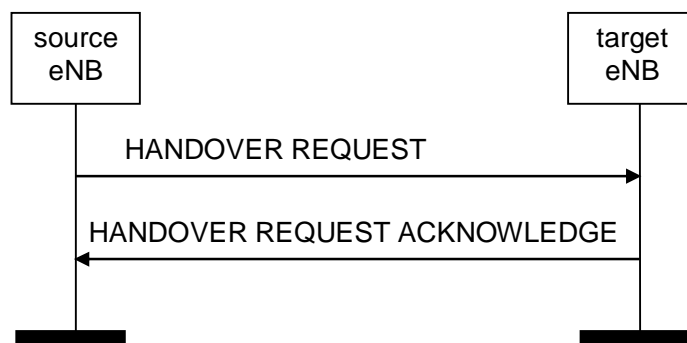 source
eNB
target
eNB
HANDOVER REQUEST
HANDOVER REQUEST ACKNOWLEDGE